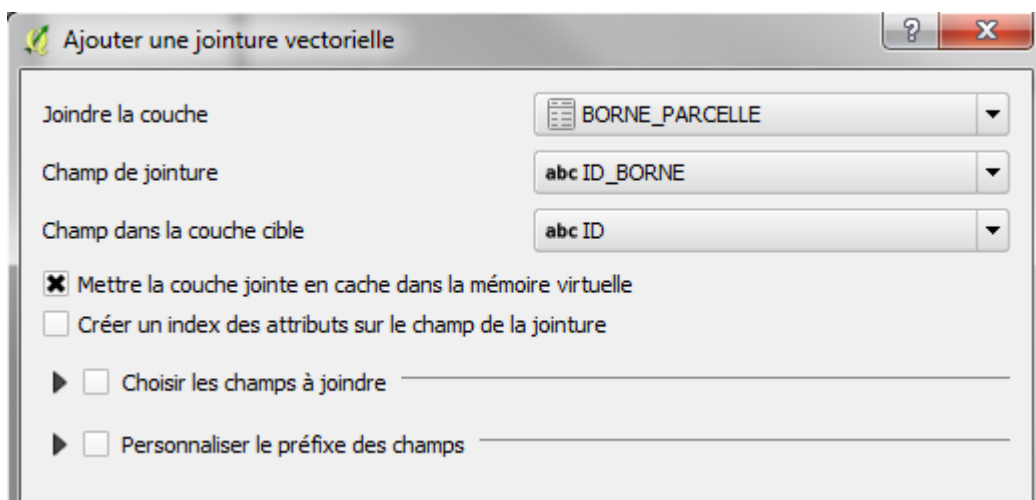 Ajouter une jointure vectorielle
Joindre la couche BORNE_PARCELLE
Champ de jointure abc ID_BORNE
Champ dans la couche cible abc ID
Mettre la couche jointe en cache dans la mémoire virtuelle
Créer un index des attributs sur le champ de la jointure
Choisir les champs à joindre
Personnaliser le préfixe des champs